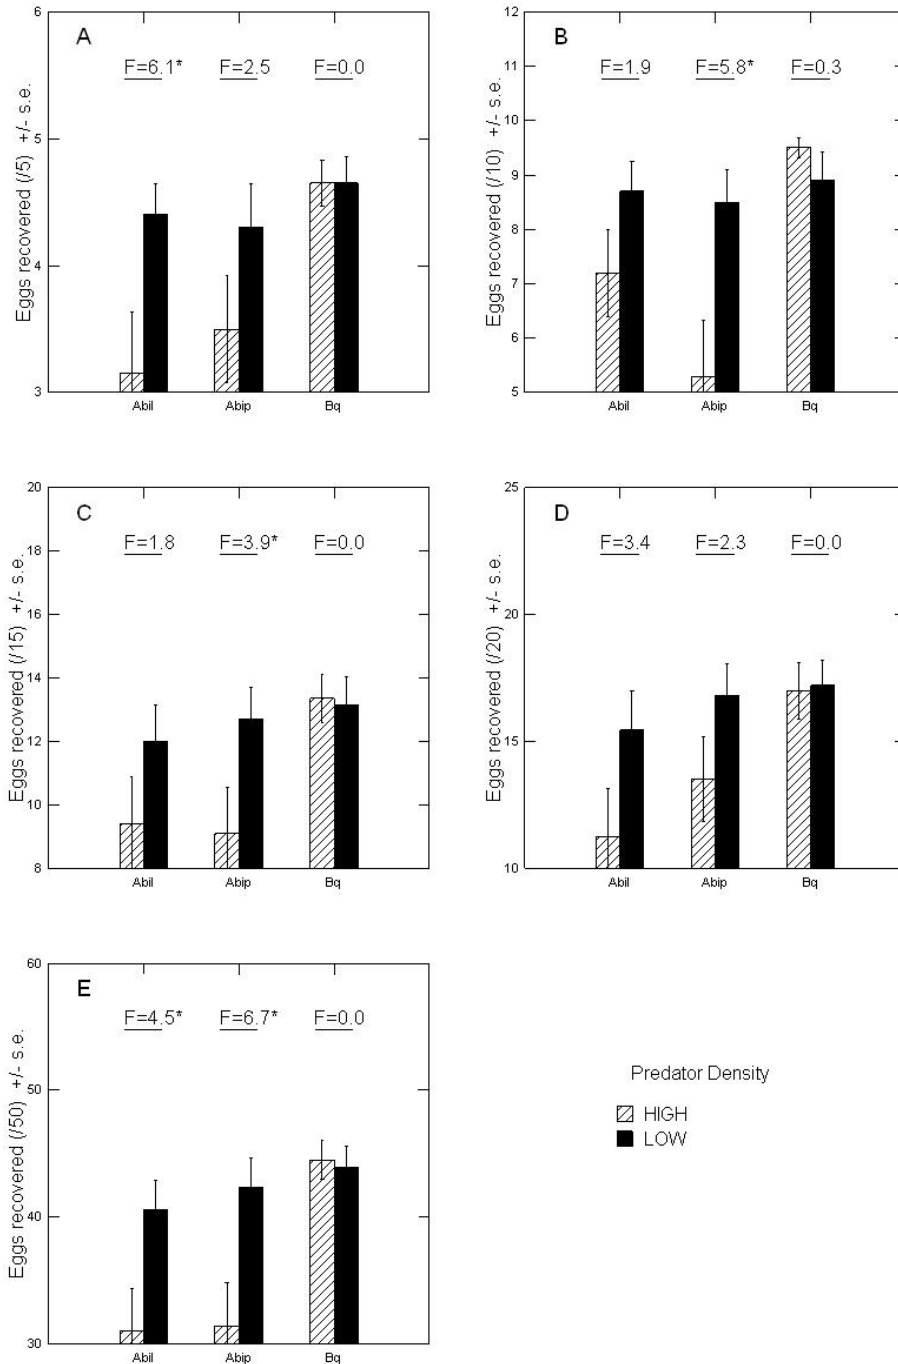 A
F=6.1* F=2.5 F=0.0
Eggs recovered (/5) +/- s.e.
6
5
4
3
Abil Abip Bq
B
F=1.9 F=5.8* F=0.3
Eggs recovered (/10) +/- s.e.
12
11
10
9
8
7
6
5
Abil Abip Bq
C
F=1.8 F=3.9* F=0.0
Eggs recovered (/15) +/- s.e.
20
18
16
14
12
10
8
Abil Abip Bq
D
F=3.4 F=2.3 F=0.0
Eggs recovered (/20) +/- s.e.
25
20
15
10
Abil Abip Bq
E
F=4.5* F=6.7* F=0.0
Eggs recovered (/50) +/- s.e.
60
50
40
30
Abil Abip Bq
Predator Density
HIGH
LOW